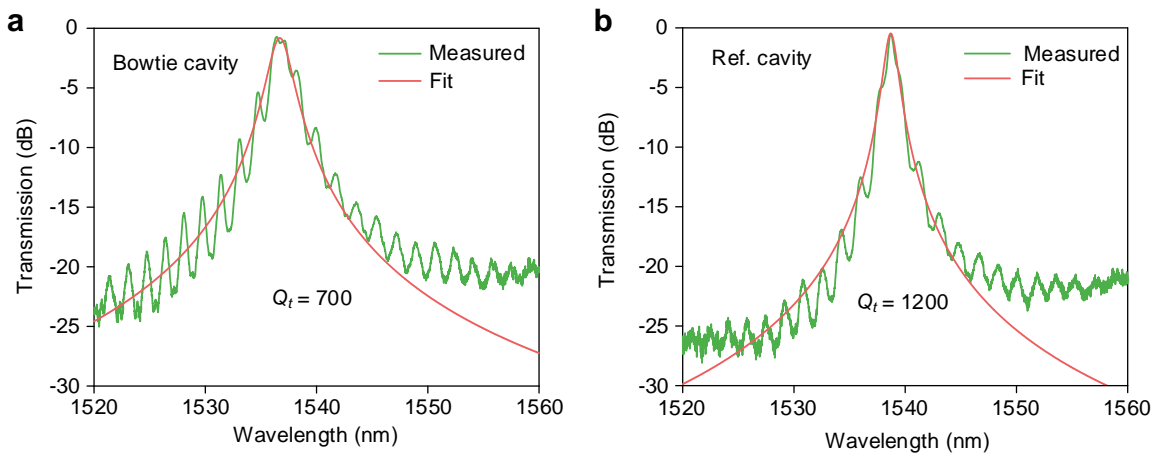 a
Bowtie cavity
Measured
Fit
Q_t = 700
Transmission (dB)
0
-5
-10
-15
-20
-25
-30
1520
1530
1540
1550
1560
Wavelength (nm)
b
Ref. cavity
Measured
Fit
Q_t = 1200
Transmission (dB)
0
-5
-10
-15
-20
-25
-30
1520
1530
1540
1550
1560
Wavelength (nm)